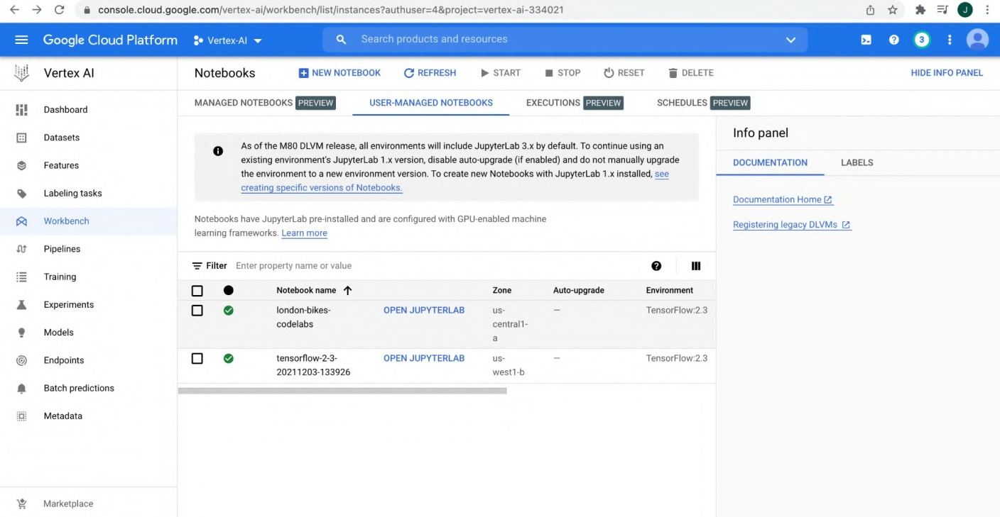 console.cloud.google.com/vertex-ai/workbench/list/instances?authuser=4&project=vertex-ai-334021
J
Google Cloud Platform
Vertex-AI
Search products and resources
3
Vertex AI
Notebooks
NEW NOTEBOOK
REFRESH
START
STOP
RESET
DELETE
HIDE INFO PANEL
Dashboard
Datasets
Features
Labeling tasks
Workbench
Pipelines
Training
Experiments
Models
Endpoints
Batch predictions
Metadata
Marketplace
MANAGED NOTEBOOKS PREVIEW
USER-MANAGED NOTEBOOKS
EXECUTIONS PREVIEW
SCHEDULES PREVIEW
As of the M80 DLVM release, all environments will include JupyterLab 3.x by default. To continue using an
existing environment's JupyterLab 1.x version, disable auto-upgrade (if enabled) and do not manually upgrade
the environment to a new environment version. To create new Notebooks with JupyterLab 1.x installed, see
creating specific versions of Notebooks.
Notebooks have JupyterLab pre-installed and are configured with GPU-enabled machine
learning frameworks. Learn more
Filter Enter property name or value
Notebook name
Zone
Auto-upgrade
Environment
london-bikes-
codelabs
OPEN JUPYTERLAB
us-
central1-
a
—
TensorFlow:2.3
tensorflow-2-3-
20211203-133926
OPEN JUPYTERLAB
us-
west1-b
—
TensorFlow:2.3
Info panel
DOCUMENTATION
LABELS
Documentation Home
Registering legacy DLVMs